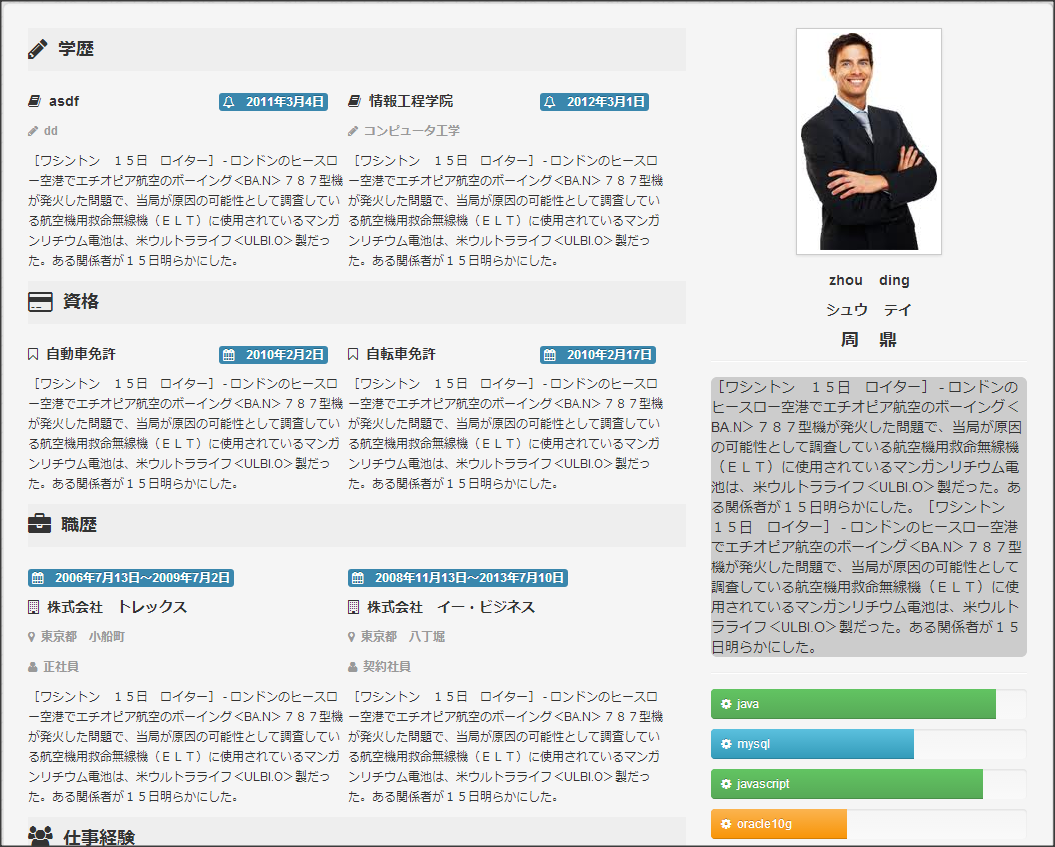 学歴
asdf 2011年3月4日
dd
［ワシントン　１５日　ロイター］ - ロンドンのヒースロ
ー空港でエチオピア航空のボーイング＜BA.N＞７８７型機
が発火した問題で、当局が原因の可能性として調査してい
る航空機用救命無線機（ＥＬＴ）に使用されているマンガ
ンリチウム電池は、米ウルトラライフ＜ULBI.O＞製だっ
た。ある関係者が１５日明らかにした。
情報工程学院 2012年3月1日
コンピュータ工学
［ワシントン　１５日　ロイター］ - ロンドンのヒースロ
ー空港でエチオピア航空のボーイング＜BA.N＞７８７型機
が発火した問題で、当局が原因の可能性として調査してい
る航空機用救命無線機（ＥＬＴ）に使用されているマンガ
ンリチウム電池は、米ウルトラライフ＜ULBI.O＞製だっ
た。ある関係者が１５日明らかにした。
資格
自動車免許 2010年2月2日
［ワシントン　１５日　ロイター］ - ロンドンのヒースロ
ー空港でエチオピア航空のボーイング＜BA.N＞７８７型機
が発火した問題で、当局が原因の可能性として調査してい
る航空機用救命無線機（ＥＬＴ）に使用されているマンガ
ンリチウム電池は、米ウルトラライフ＜ULBI.O＞製だっ
た。ある関係者が１５日明らかにした。
自転車免許 2010年2月17日
［ワシントン　１５日　ロイター］ - ロンドンのヒースロ
ー空港でエチオピア航空のボーイング＜BA.N＞７８７型機
が発火した問題で、当局が原因の可能性として調査してい
る航空機用救命無線機（ＥＬＴ）に使用されているマンガ
ンリチウム電池は、米ウルトラライフ＜ULBI.O＞製だっ
た。ある関係者が１５日明らかにした。
職歴
2006年7月13日～2009年7月2日
株式会社　トレックス
東京都　小船町
正社員
［ワシントン　１５日　ロイター］ - ロンドンのヒースロ
ー空港でエチオピア航空のボーイング＜BA.N＞７８７型機
が発火した問題で、当局が原因の可能性として調査してい
る航空機用救命無線機（ＥＬＴ）に使用されているマンガ
ンリチウム電池は、米ウルトラライフ＜ULBI.O＞製だっ
た。ある関係者が１５日明らかにした。
2008年11月13日～2013年7月10日
株式会社　イー・ビジネス
東京都　八丁堀
契約社員
［ワシントン　１５日　ロイター］ - ロンドンのヒースロ
ー空港でエチオピア航空のボーイング＜BA.N＞７８７型機
が発火した問題で、当局が原因の可能性として調査してい
る航空機用救命無線機（ＥＬＴ）に使用されているマンガ
ンリチウム電池は、米ウルトラライフ＜ULBI.O＞製だっ
た。ある関係者が１５日明らかにした。
仕事経験
zhou　ding
シュウ　テイ
周　鼎
［ワシントン　１５日　ロイター］ - ロンドンの
ヒースロー空港でエチオピア航空のボーイング＜
BA.N＞７８７型機が発火した問題で、当局が原因
の可能性として調査している航空機用救命無線機
（ＥＬＴ）に使用されているマンガンリチウム電
池は、米ウルトラライフ＜ULBI.O＞製だった。あ
る関係者が１５日明らかにした。［ワシントン
１５日　ロイター］ - ロンドンのヒースロー空港
でエチオピア航空のボーイング＜BA.N＞７８７型
機が発火した問題で、当局が原因の可能性として
調査している航空機用救命無線機（ＥＬＴ）に使
用されているマンガンリチウム電池は、米ウルト
ラライフ＜ULBI.O＞製だった。ある関係者が１５
日明らかにした。
java
mysql
javascript
oracle10g